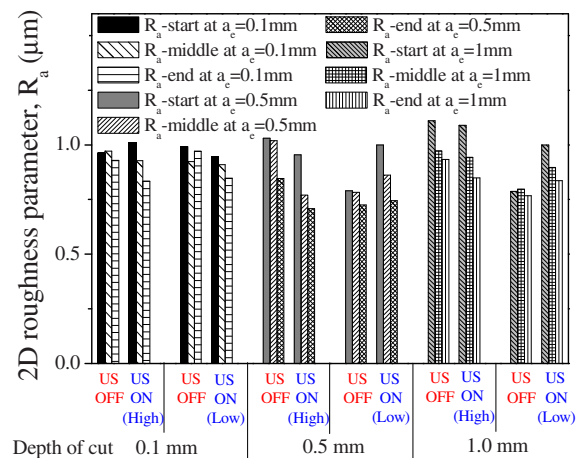 2D roughness parameter, Ra (μm)
1.0
0.5
0.0
Ra-start at ae=0.1mm
Ra-middle at ae=0.1mm
Ra-end at ae=0.1mm
Ra-start at ae=0.5mm
Ra-middle at ae=0.5mm
Ra-end at ae=0.5mm
Ra-start at ae=1mm
Ra-middle at ae=1mm
Ra-end at ae=1mm
US OFF
US ON (High)
US OFF
US ON (Low)
US OFF
US ON (High)
US OFF
US ON (Low)
US OFF
US ON (High)
US OFF
US ON (Low)
Depth of cut 0.1 mm 0.5 mm 1.0 mm